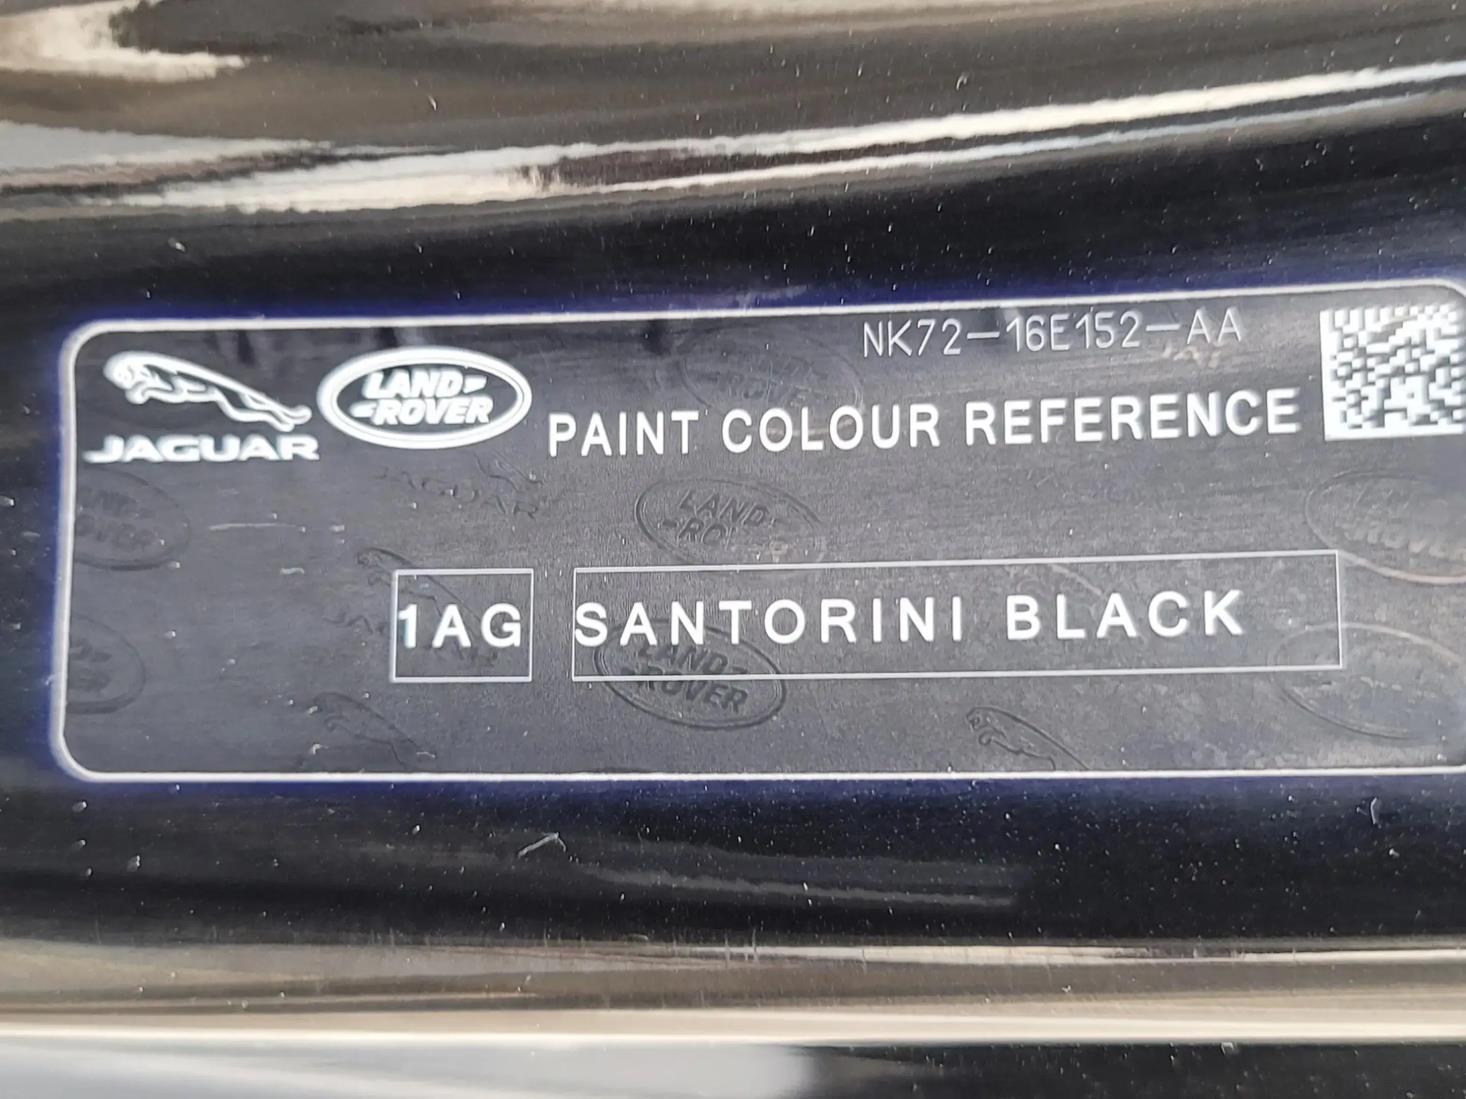 NK72-16E152-AA
JAGUAR
LAND
ROVER
PAINT COLOUR REFERENCE
1AG
SANTORINI BLACK